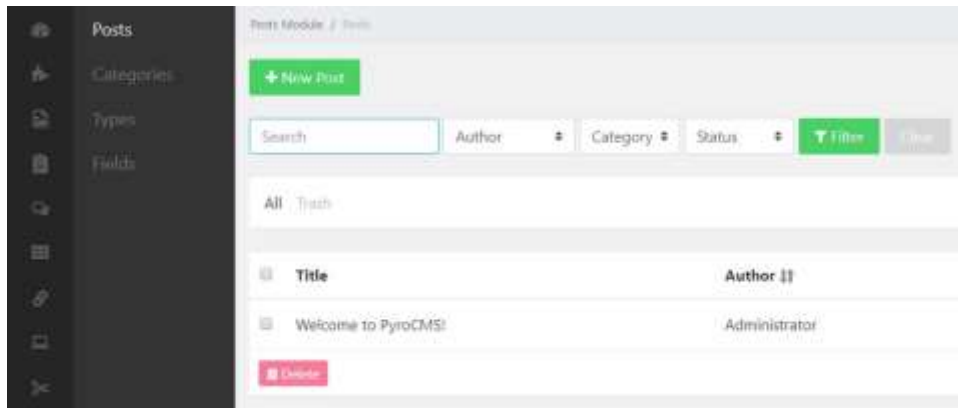 Posts
Categories
Types
Fields
Posts Module / Posts
New Post
Search Author Category Status Filter Clear
All Trash
Title Author
Welcome to PyroCMS! Administrator
Delete